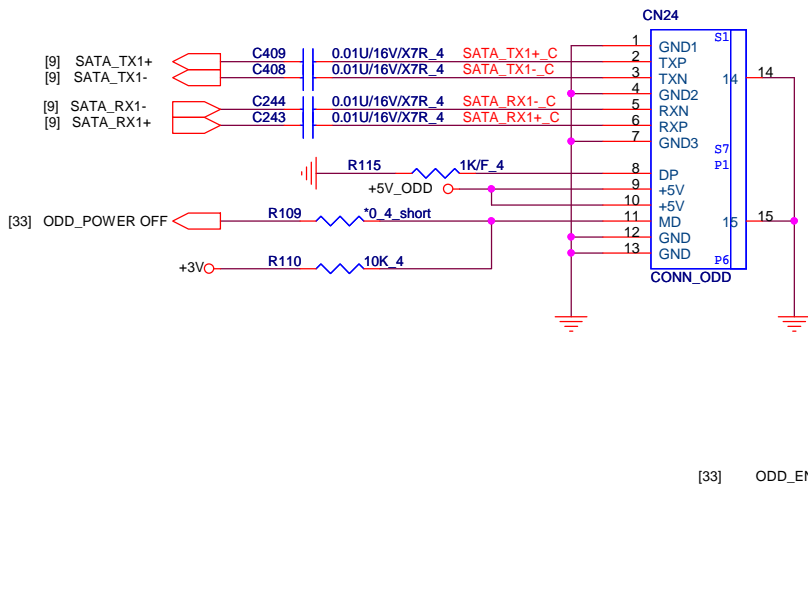 CN24
1 GND1 S1
[9] SATA_TX1+ C409 0.01U/16V/X7R_4 SATA_TX1+_C 2 TXP
[9] SATA_TX1- C408 0.01U/16V/X7R_4 SATA_TX1-_C 3 TXN 14 14
4 GND2
[9] SATA_RX1- C244 0.01U/16V/X7R_4 SATA_RX1-_C 5 RXN
[9] SATA_RX1+ C243 0.01U/16V/X7R_4 SATA_RX1+_C 6 RXP
7 GND3 S7
P1
R115 1K/F_4 8 DP
+5V_ODD 9 +5V
10 +5V
[33] ODD_POWER OFF R109 *0_4_short 11 MD 15 15
12 GND
13 GND P6
+3V R110 10K_4
CONN_ODD
[33] ODD_EN